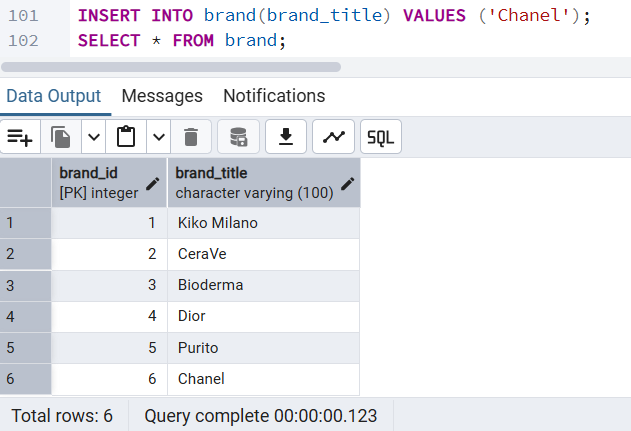 101 INSERT INTO brand(brand_title) VALUES ('Chanel');
102 SELECT * FROM brand;
Data Output Messages Notifications
SQL
brand_id brand_title
[PK] integer character varying (100)
1 1 Kiko Milano
2 2 CeraVe
3 3 Bioderma
4 4 Dior
5 5 Purito
6 6 Chanel
Total rows: 6 Query complete 00:00:00.123